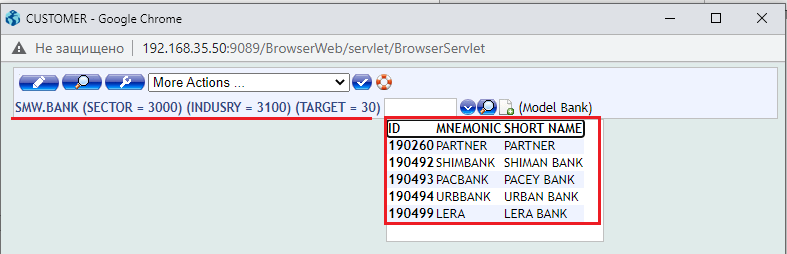 CUSTOMER - Google Chrome
Не защищено 192.168.35.50:9089/BrowserWeb/servlet/BrowserServlet
More Actions ...
SMW.BANK (SECTOR = 3000) (INDUSRY = 3100) (TARGET = 30) (Model Bank)
ID MNEMONIC SHORT NAME
190260 PARTNER PARTNER
190492 SHIMBANK SHIMAN BANK
190493 PACBANK PACEY BANK
190494 URBBANK URBAN BANK
190499 LERA LERA BANK